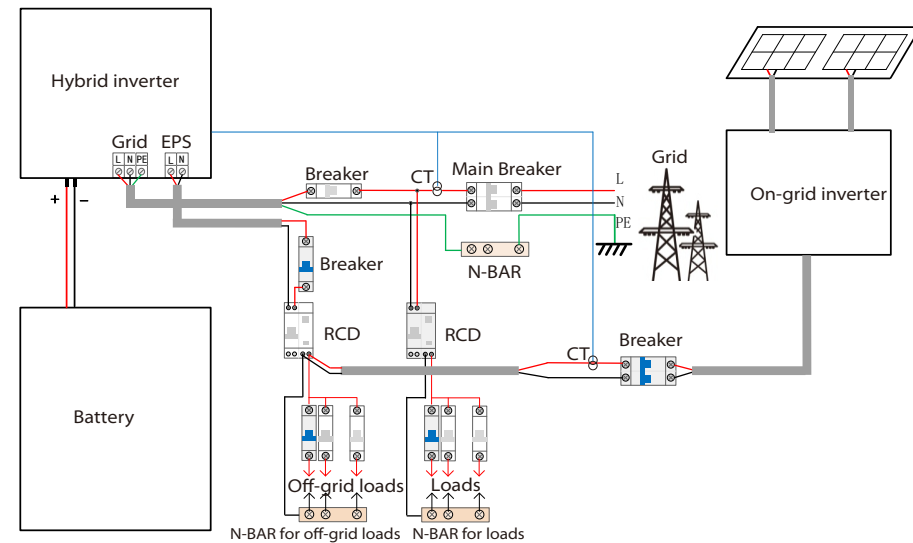 Hybrid inverter
Grid
EPS
L N PE
L N
+
−
Breaker
CT
Main Breaker
L
N
PE
Grid
On-grid inverter
N-BAR
Breaker
RCD
RCD
CT
Breaker
Battery
Off-grid loads
Loads
N-BAR for off-grid loads
N-BAR for loads